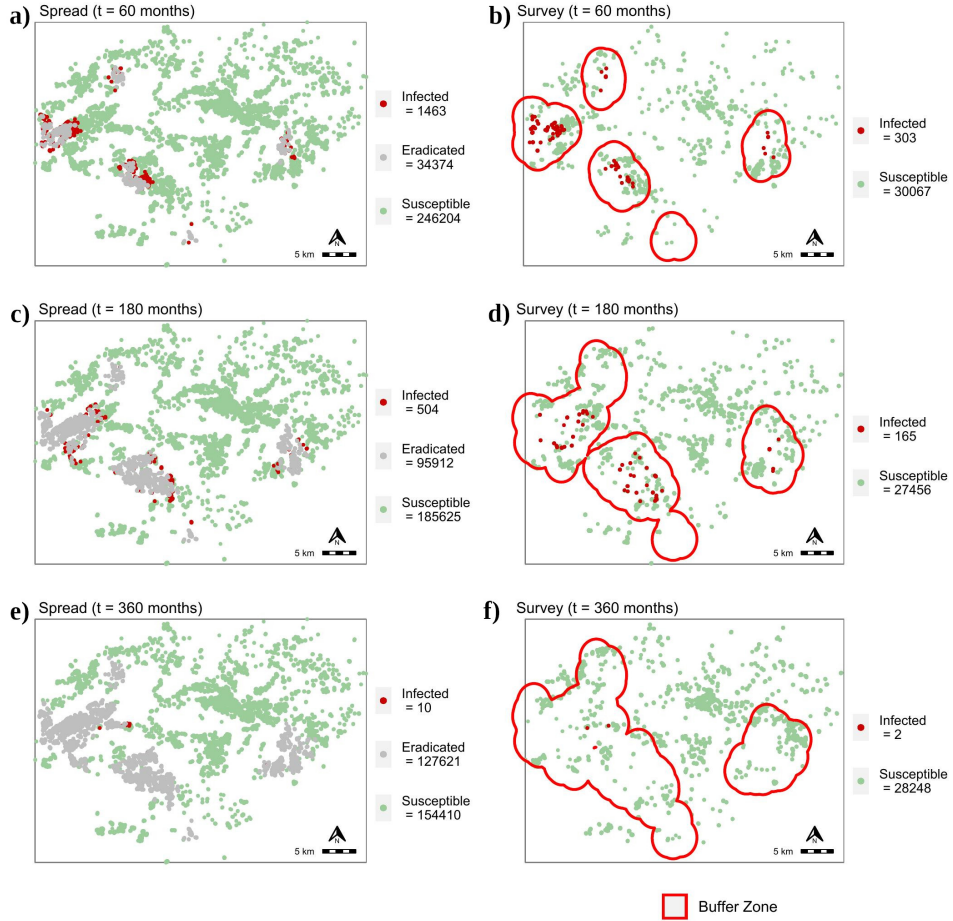 a) Spread (t = 60 months)
Infected
= 1463
Eradicated
= 34374
Susceptible
= 246204
N
5 km
b) Survey (t = 60 months)
Infected
= 303
Susceptible
= 30067
N
5 km
c) Spread (t = 180 months)
Infected
= 504
Eradicated
= 95912
Susceptible
= 185625
N
5 km
d) Survey (t = 180 months)
Infected
= 165
Susceptible
= 27456
N
5 km
e) Spread (t = 360 months)
Infected
= 10
Eradicated
= 127621
Susceptible
= 154410
N
5 km
f) Survey (t = 360 months)
Infected
= 2
Susceptible
= 28248
N
5 km
Buffer Zone